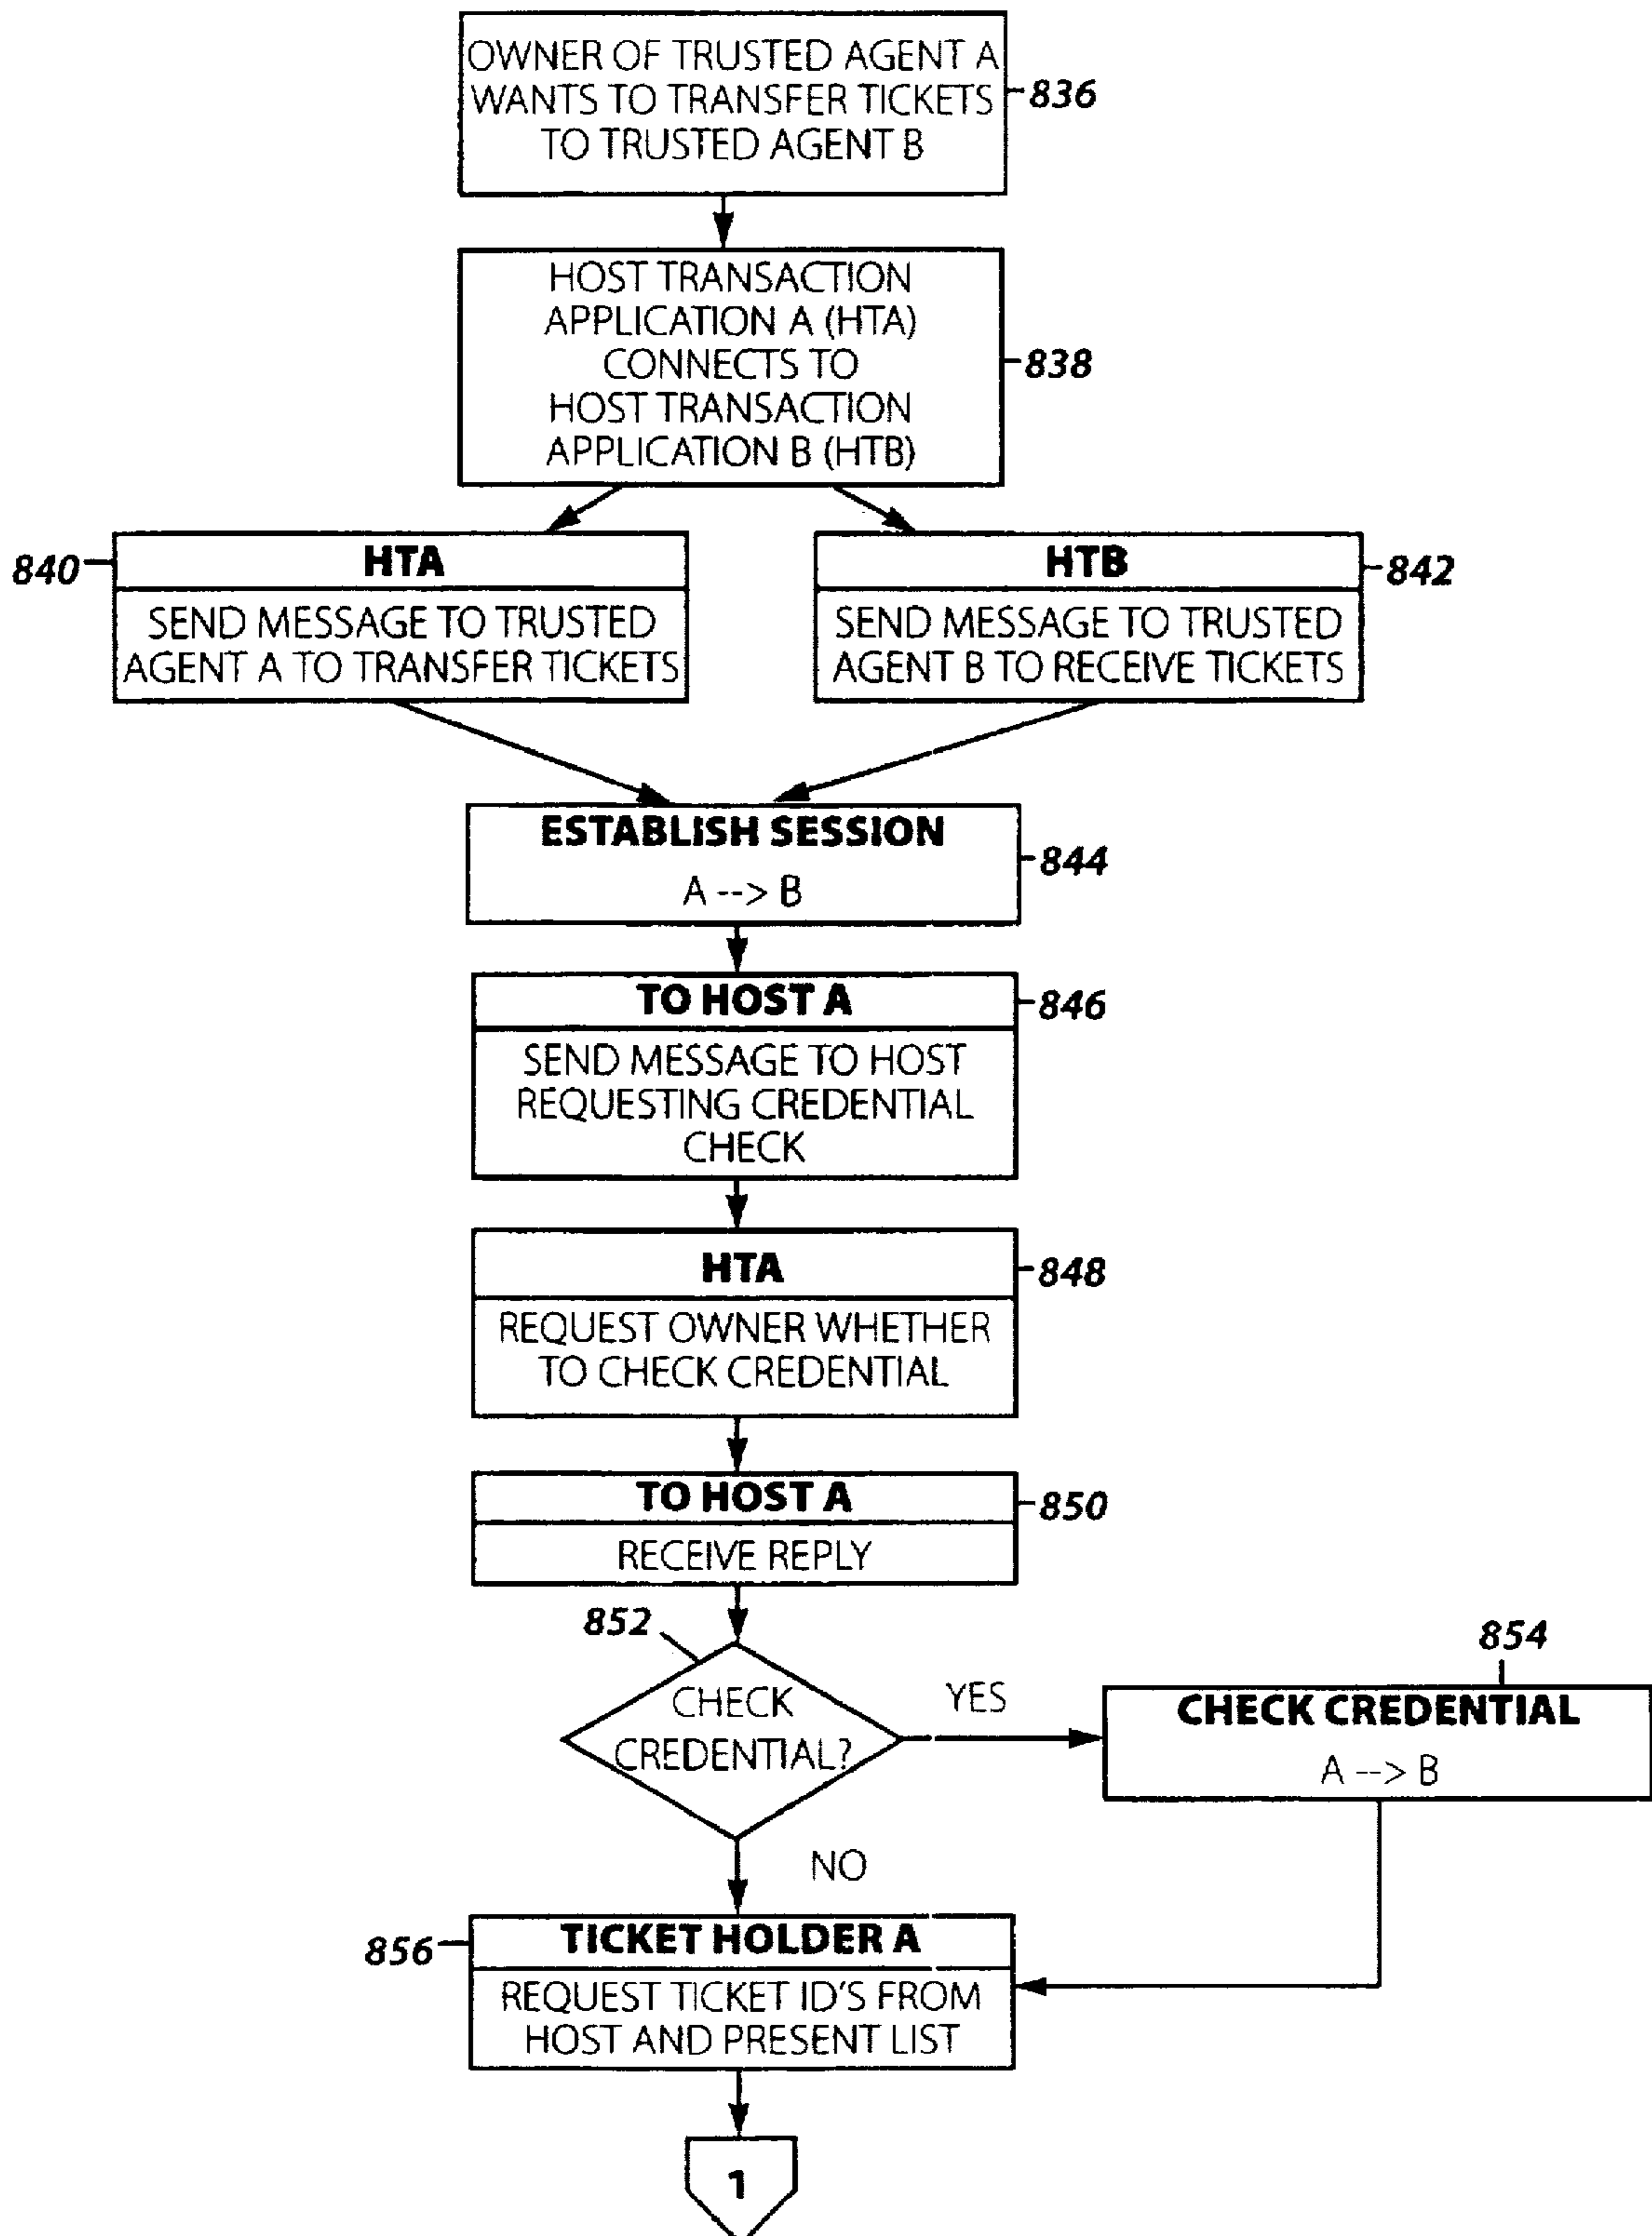 OWNER OF TRUSTED AGENT A
WANTS TO TRANSFER TICKETS
TO TRUSTED AGENT B
836
HOST TRANSACTION
APPLICATION A (HTA)
CONNECTS TO
HOST TRANSACTION
APPLICATION B (HTB)
838
840
HTA
SEND MESSAGE TO TRUSTED
AGENT A TO TRANSFER TICKETS
HTB
842
SEND MESSAGE TO TRUSTED
AGENT B TO RECEIVE TICKETS
ESTABLISH SESSION
844
A --> B
TO HOST A
846
SEND MESSAGE TO HOST
REQUESTING CREDENTIAL
CHECK
HTA
848
REQUEST OWNER WHETHER
TO CHECK CREDENTIAL
TO HOST A
850
RECEIVE REPLY
852
CHECK
CREDENTIAL?
YES
854
CHECK CREDENTIAL
A --> B
NO
856
TICKET HOLDER A
REQUEST TICKET ID'S FROM
HOST AND PRESENT LIST
1